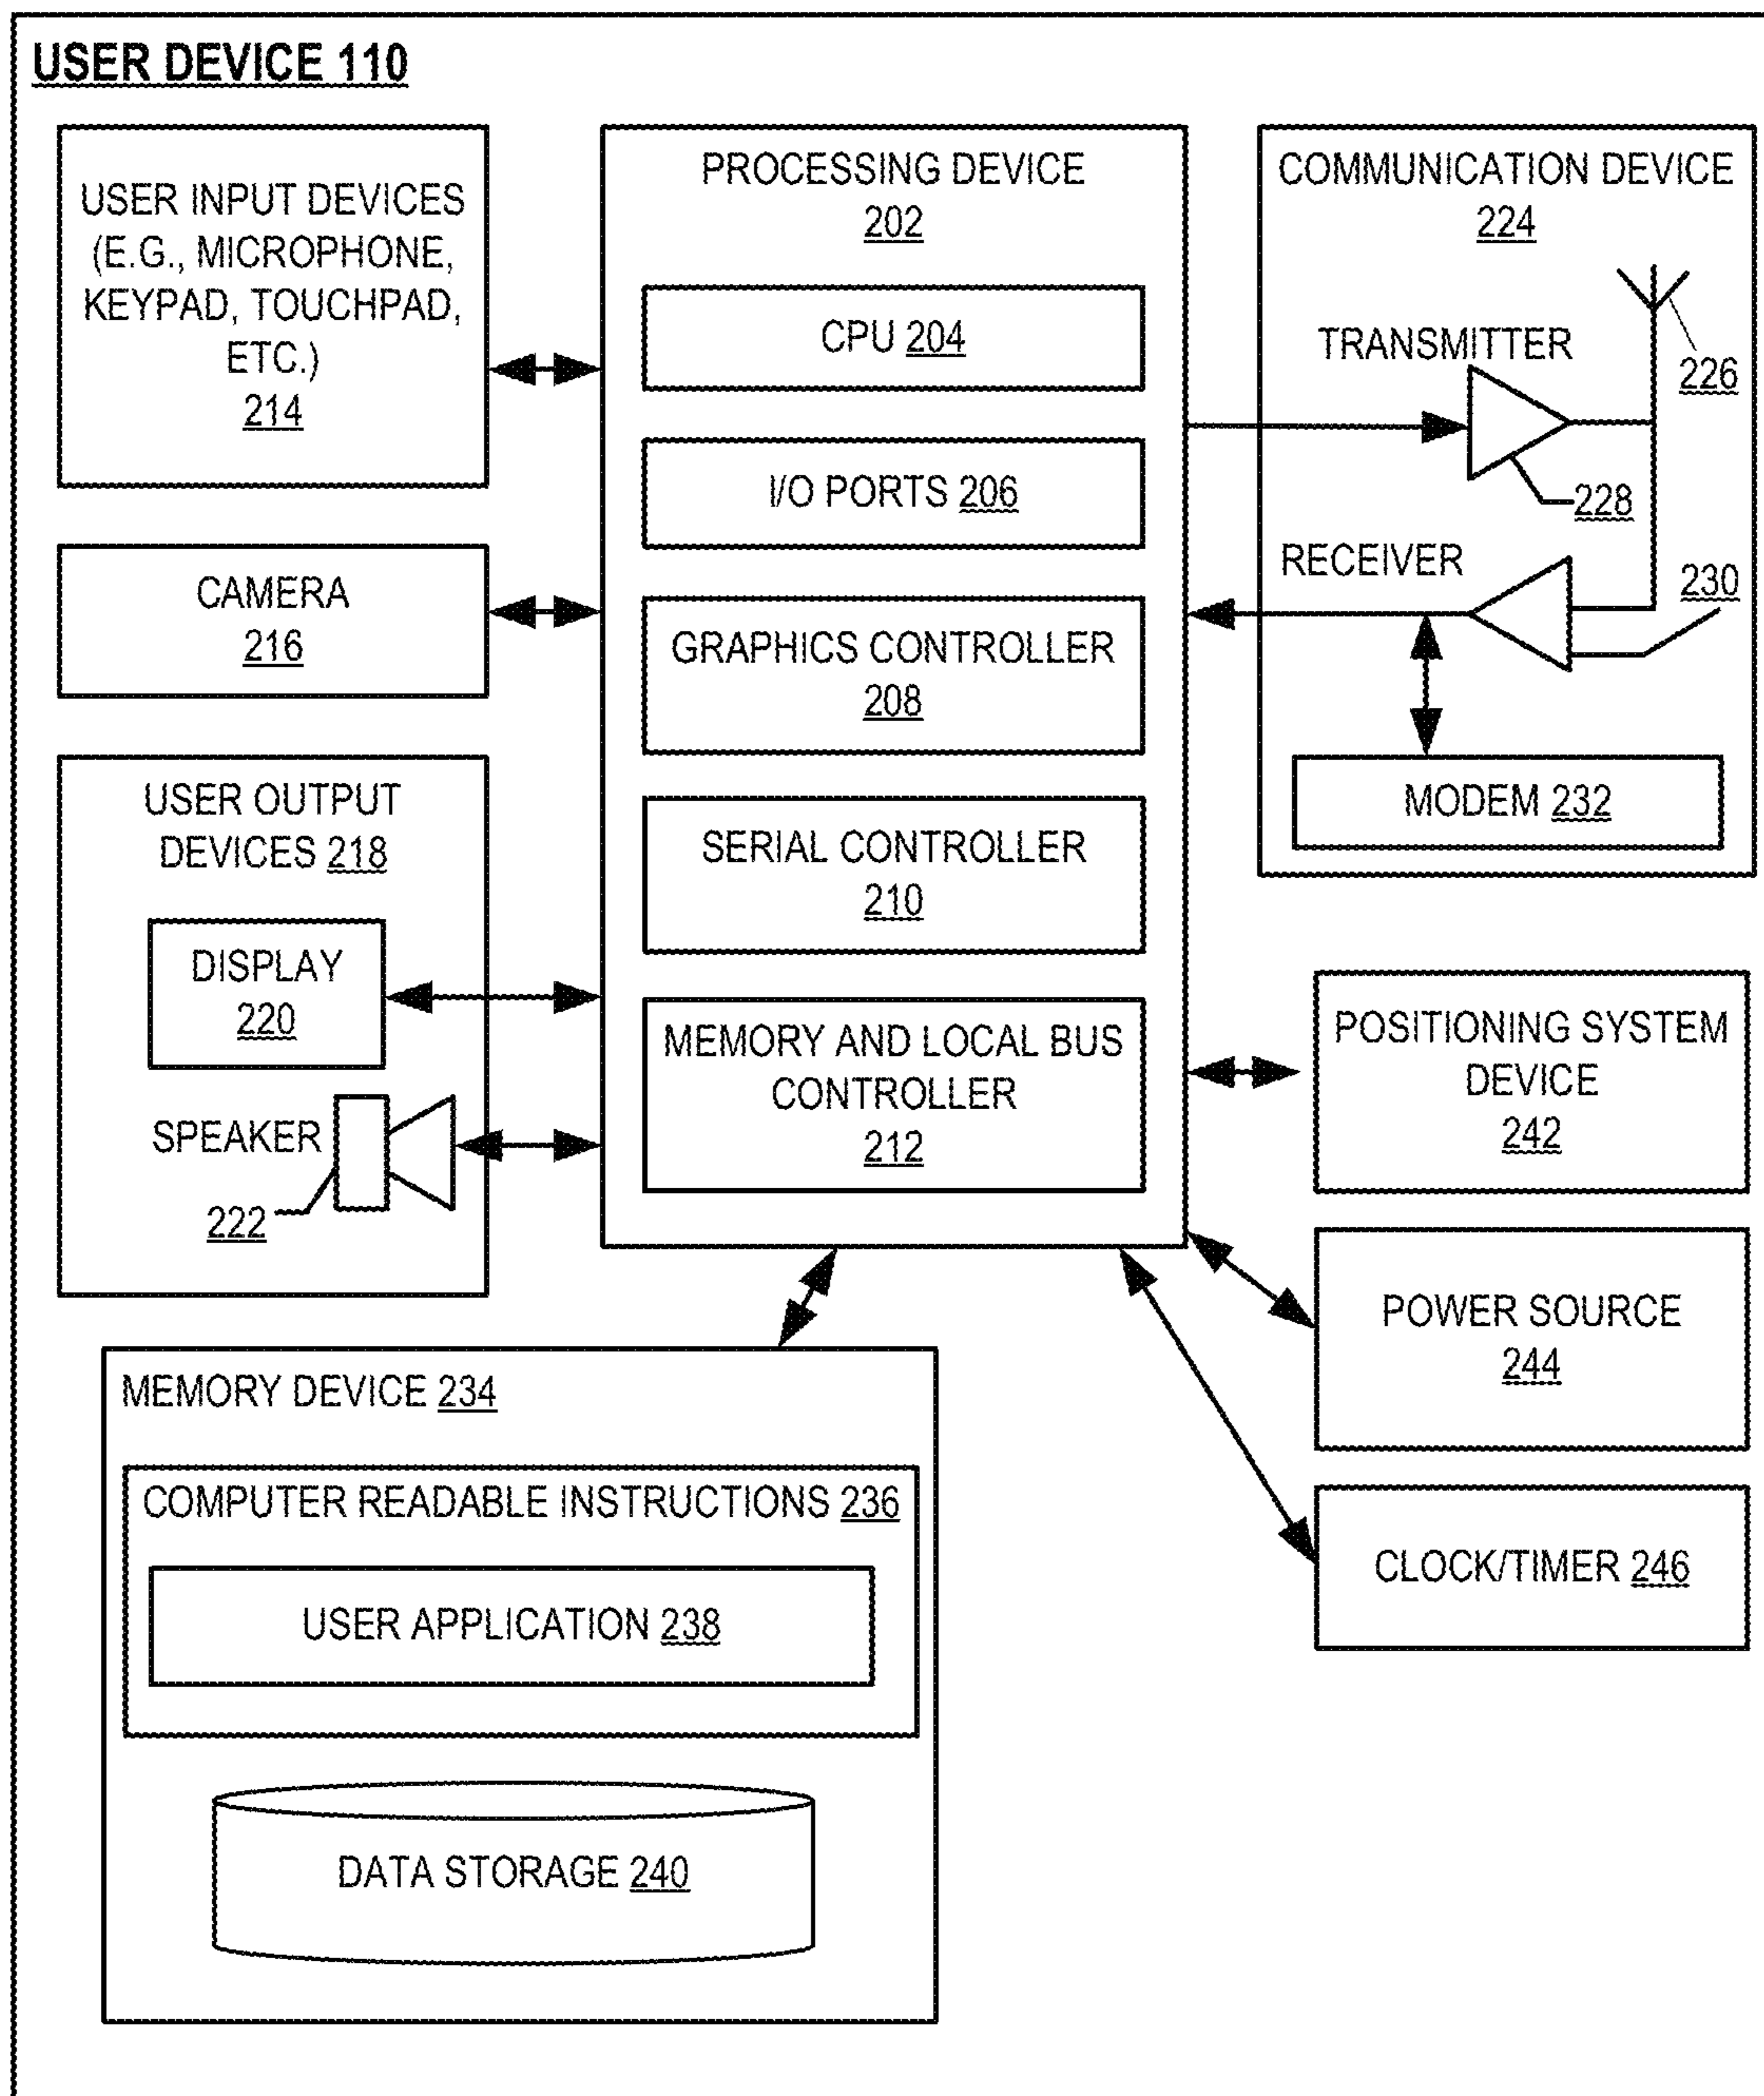 USER DEVICE 110
USER INPUT DEVICES
(E.G., MICROPHONE,
KEYPAD, TOUCHPAD,
ETC.)
214
CAMERA
216
USER OUTPUT
DEVICES 218
DISPLAY
220
SPEAKER
222
PROCESSING DEVICE
202
CPU 204
I/O PORTS 206
GRAPHICS CONTROLLER
208
SERIAL CONTROLLER
210
MEMORY AND LOCAL BUS
CONTROLLER
212
COMMUNICATION DEVICE
224
TRANSMITTER
226
228
RECEIVER
230
MODEM 232
POSITIONING SYSTEM
DEVICE
242
POWER SOURCE
244
CLOCK/TIMER 246
MEMORY DEVICE 234
COMPUTER READABLE INSTRUCTIONS 236
USER APPLICATION 238
DATA STORAGE 240